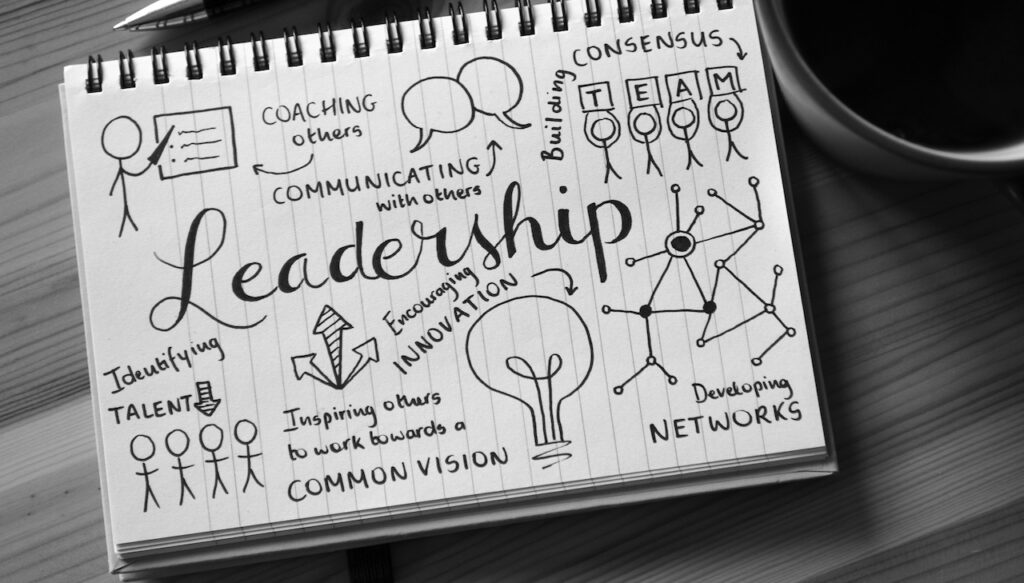 COACHING
others
COMMUNICATING
with others
Building
CONSENSUS
T E A M
Leadership
Encouraging
INNOVATION
Identifying
TALENT
Inspiring others
to work towards a
COMMON VISION
Developing
NETWORKS